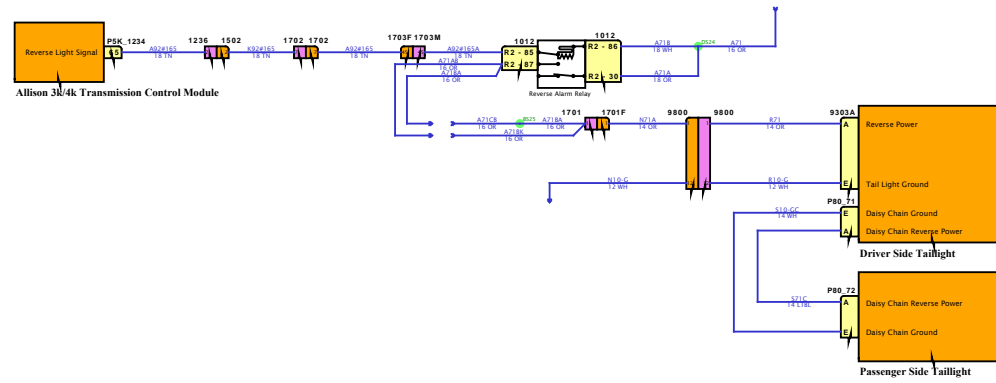 Reverse Light Signal
P5K_1234
65
A92#165
18 TN
1236 1502
K92#165
18 TN
1702 1702
A92#165
18 TN
1703F 1703M
A92#165A
18 TN
A71AB
16 OR
A71BA
16 OR
1012
R2 - 85
R2 - 87
1012
R2 - 86
R2 - 30
Reverse Alarm Relay
A71B
18 WH
A71A
18 OR
DS24
A71
16 OR
Allison 3k/4k Transmission Control Module
A71CB
16 OR
BS25
A71BA
16 OR
A71BK
16 OR
1701 1701F
N71A
14 OR
9800 9800
N10-G
12 WH
R71
14 OR
R10-G
12 WH
9303A
A
Reverse Power
E
Tail Light Ground
P80_71
E
Daisy Chain Ground
A
Daisy Chain Reverse Power
S10-GC
14 WH
Driver Side Taillight
S71C
14 LTBL
P80_72
A
Daisy Chain Reverse Power
E
Daisy Chain Ground
Passenger Side Taillight